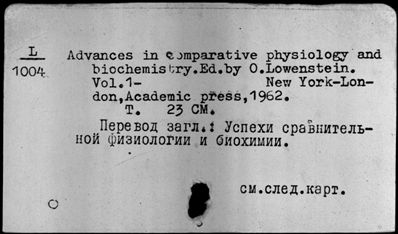 L
1004
Advances in comparative physiology and
biochemistry.Ed.by O.Lowenstein.
Vol.1- New York-Lon-
don,Academic press,1962.
Т. 23 СМ.
Перевод загл.: Успехи сравнитель-
ной физиологии и биохимии.
см.след.карт.